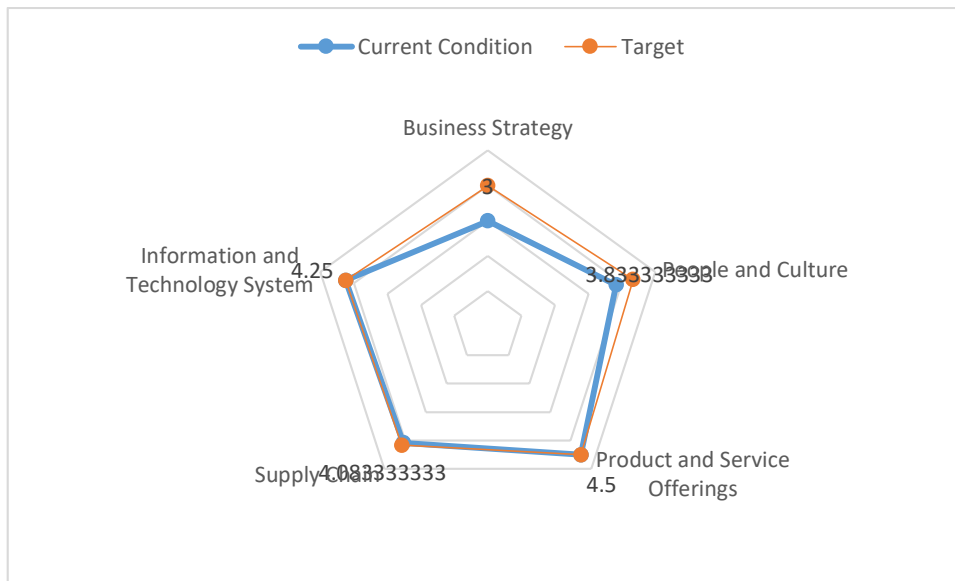 Current Condition
Target
Business Strategy
3
Information and
Technology System
4.25
3.833333333
People and Culture
Supply Chain
4.083333333
Product and Service
Offerings
4.5